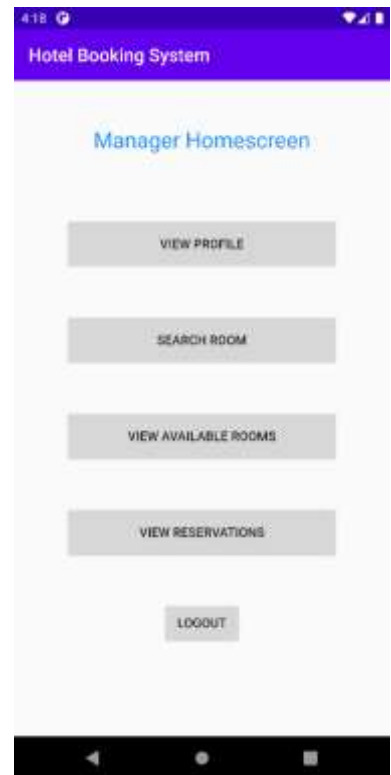 4:18
Hotel Booking System
Manager Homescreen
VIEW PROFILE
SEARCH ROOM
VIEW AVAILABLE ROOMS
VIEW RESERVATIONS
LOGOUT